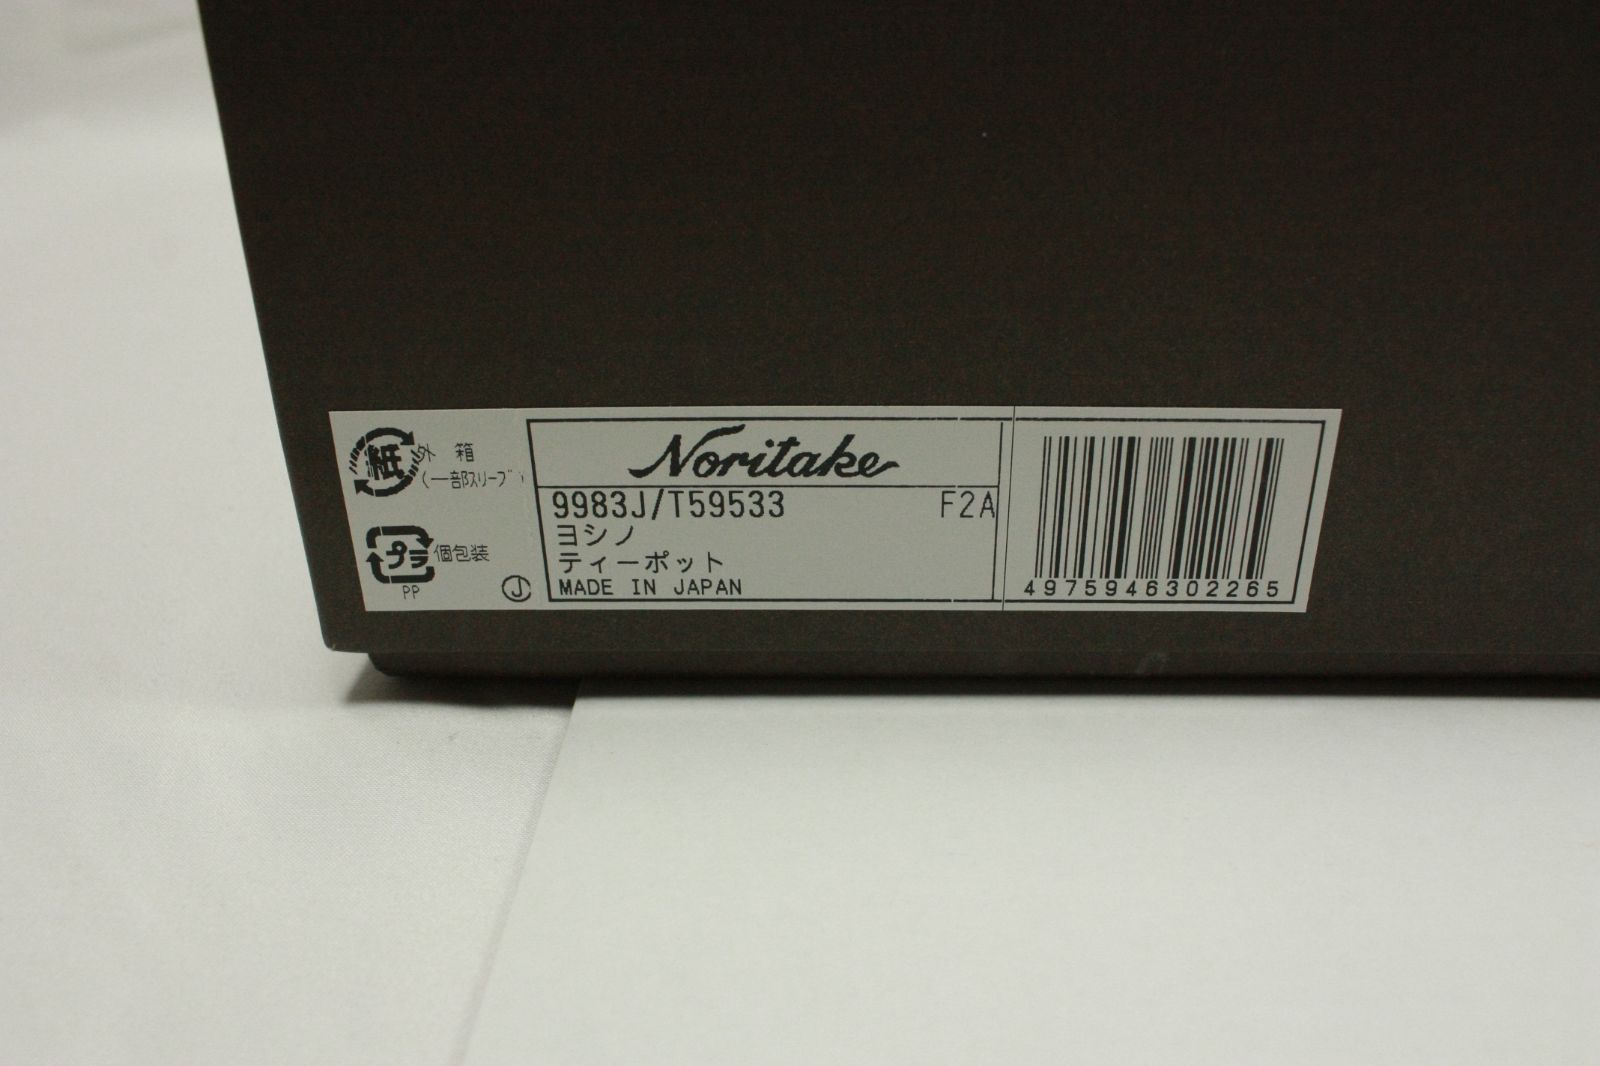 紙 外箱
(一部スリーブ)
プラ 個包装
PP
J
Noritake
9983J/T59533 F2A
ヨシノ
ティーポット
MADE IN JAPAN
4975946302265